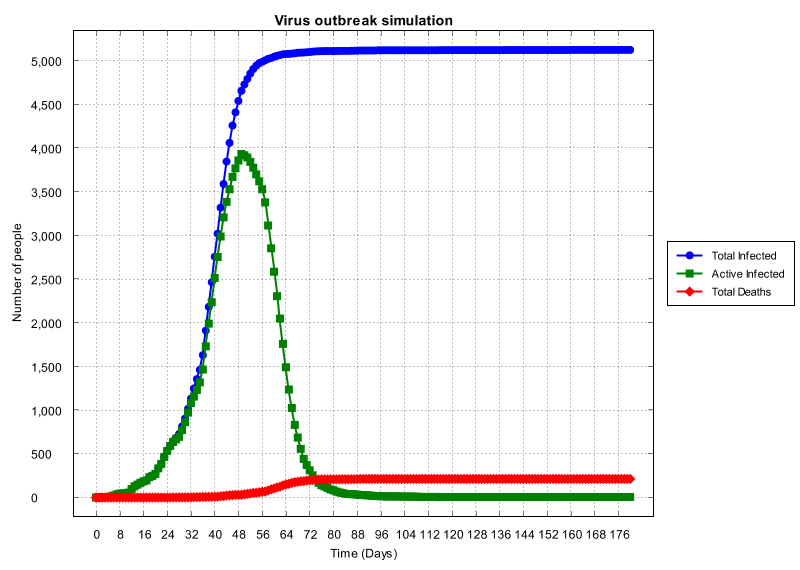 Virus outbreak simulation
5,000
4,500
4,000
3,500
3,000
2,500
2,000
1,500
1,000
500
0
Number of people
0 8 16 24 32 40 48 56 64 72 80 88 96 104 112 120 128 136 144 152 160 168 176
Time (Days)
Total Infected
Active Infected
Total Deaths